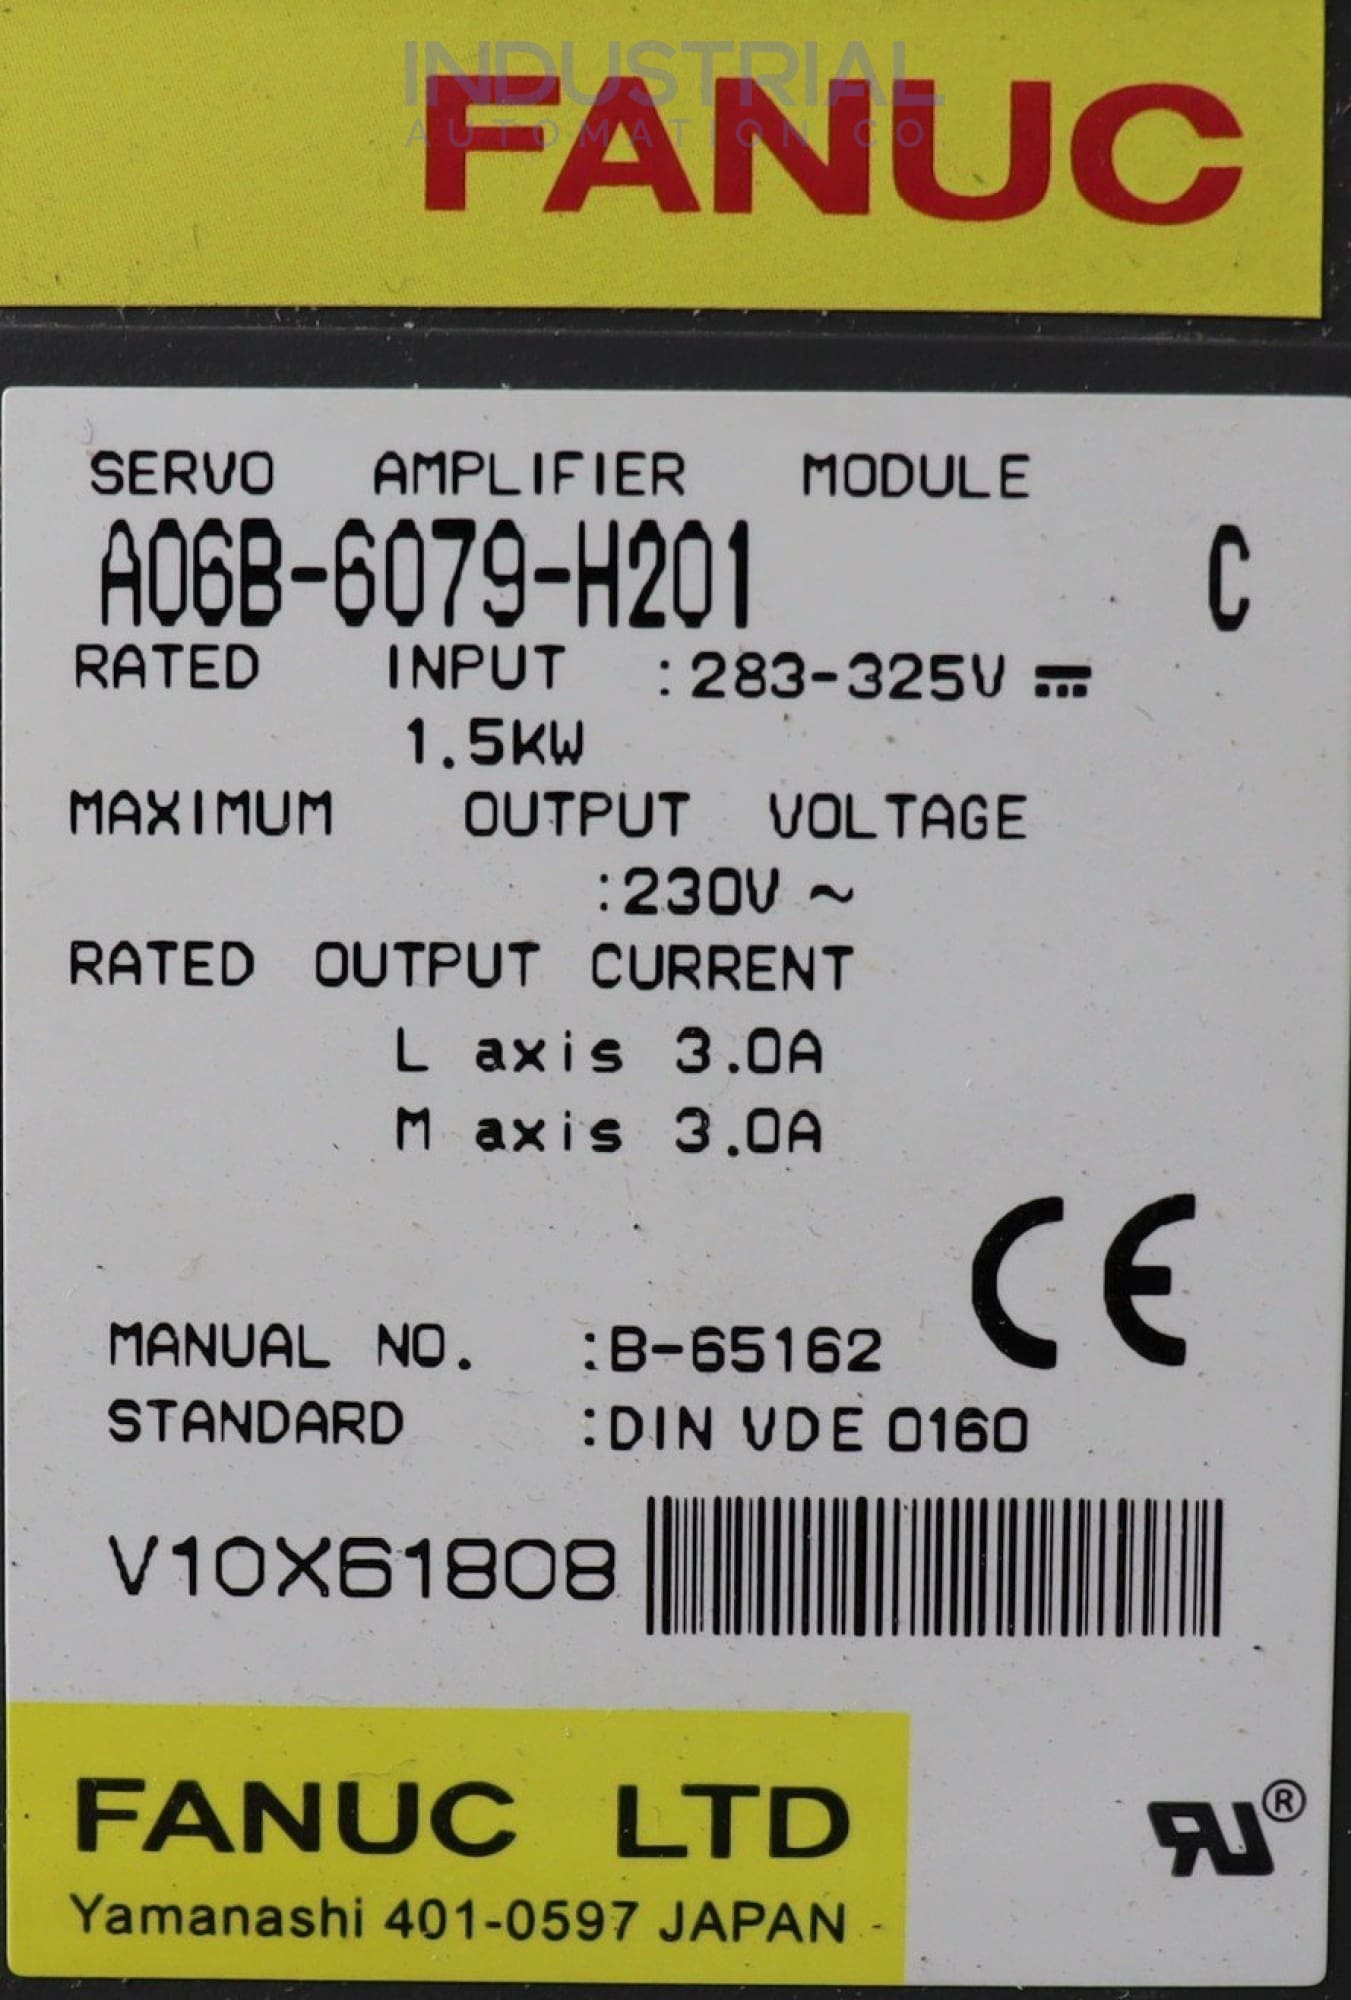 INDUSTRIAL
AUTOMATION CO.
FANUC
SERVO AMPLIFIER MODULE
A06B-6079-H201 C
RATED INPUT :283-325V ⎓
1.5KW
MAXIMUM OUTPUT VOLTAGE
:230V ~
RATED OUTPUT CURRENT
L axis 3.0A
M axis 3.0A
CE
MANUAL NO. :B-65162
STANDARD :DIN VDE 0160
V10X61808
FANUC LTD
Yamanashi 401-0597 JAPAN
RU®